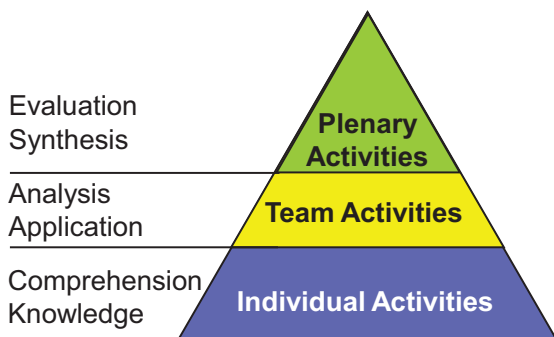 Evaluation
Synthesis
Plenary
Activities
Analysis
Application
Team Activities
Comprehension
Knowledge
Individual Activities